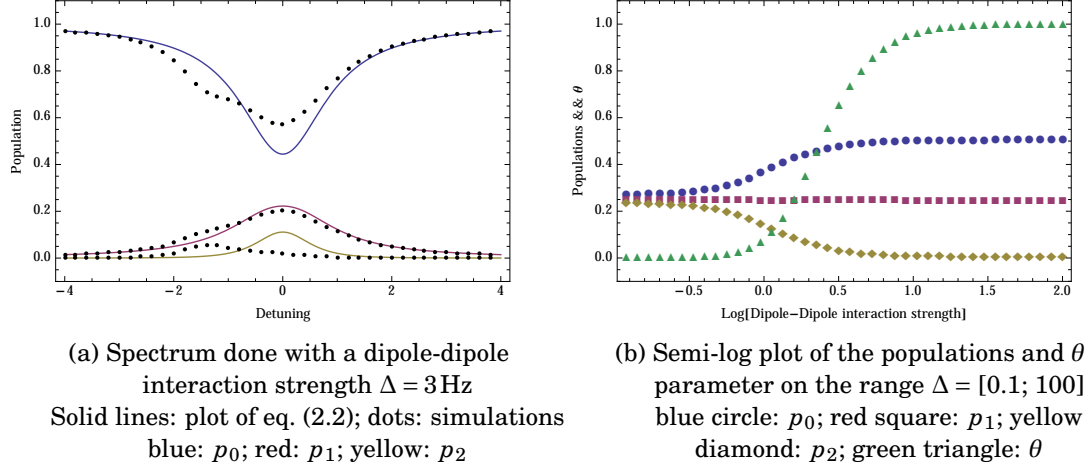 1.0
0.8
0.6
0.4
0.2
0.0
Population
−4
−2
0
2
4
Detuning
1.0
0.8
0.6
0.4
0.2
0.0
Populations && θ
−0.5
0.0
0.5
1.0
1.5
2.0
Log[Dipole−Dipole interaction strength]
(a) Spectrum done with a dipole-dipole
interaction strength Δ = 3 Hz
Solid lines: plot of eq. (2.2); dots: simulations
blue: p₀; red: p₁; yellow: p₂
(b) Semi-log plot of the populations and θ
parameter on the range Δ = [0.1; 100]
blue circle: p₀; red square: p₁; yellow
diamond: p₂; green triangle: θ